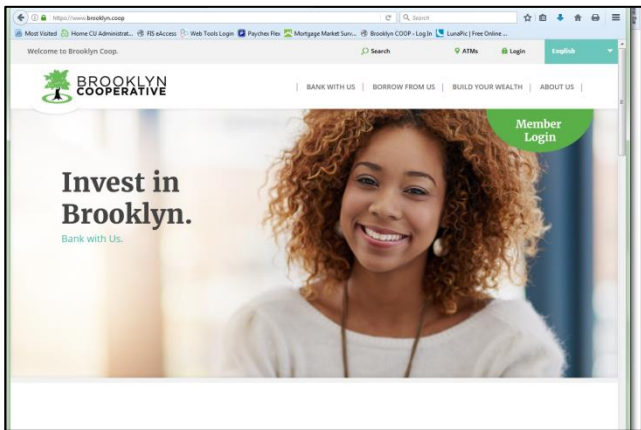 https://www.brooklyn.coop
Search
Most Visited Home CU Administrat... FIS eAccess Web Tools Login Paychex Flex Mortgage Market Surv... Brooklyn COOP - Log In LunaPic | Free Online ...
Welcome to Brooklyn Coop.
Search
ATMs
Login
English
BROOKLYN
COOPERATIVE
BANK WITH US | BORROW FROM US | BUILD YOUR WEALTH | ABOUT US |
Member
Login
Invest in
Brooklyn.
Bank with Us.